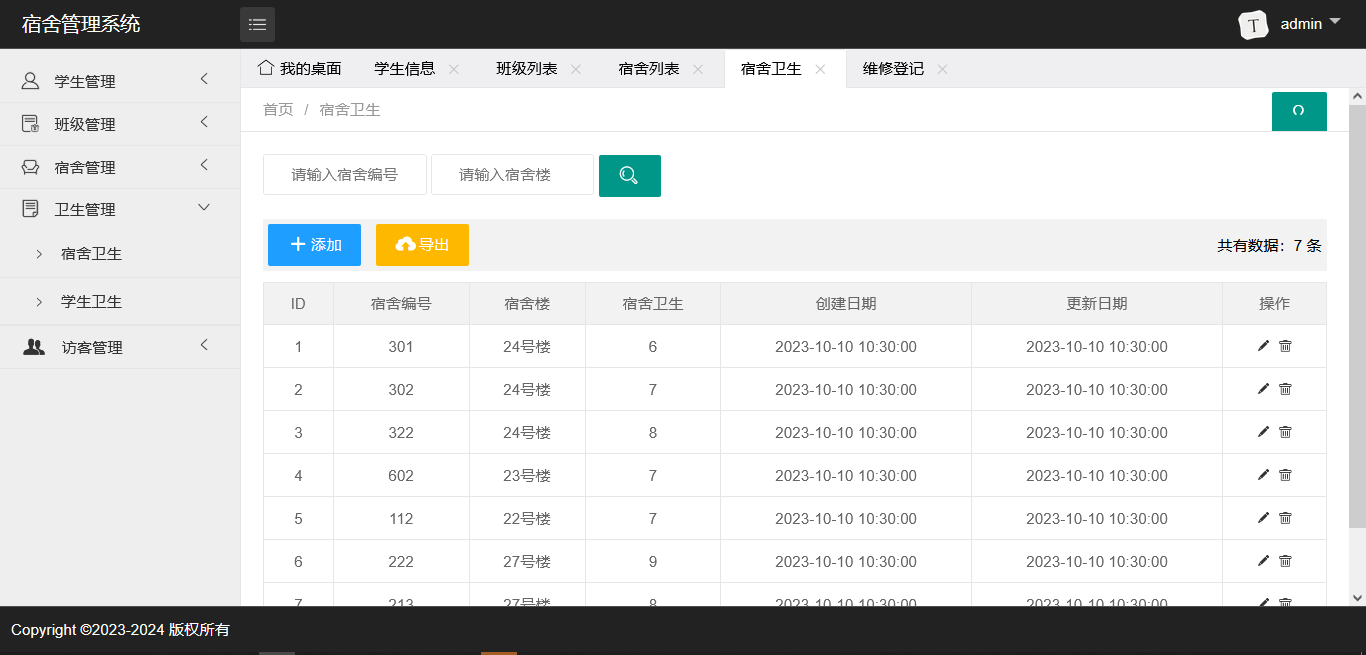 宿舍管理系统
T admin
学生管理
班级管理
宿舍管理
卫生管理
宿舍卫生
学生卫生
访客管理
我的桌面 学生信息 班级列表 宿舍列表 宿舍卫生 维修登记
首页 / 宿舍卫生
请输入宿舍编号 请输入宿舍楼
添加 导出 共有数据：7 条
ID 宿舍编号 宿舍楼 宿舍卫生 创建日期 更新日期 操作
1 301 24号楼 6 2023-10-10 10:30:00 2023-10-10 10:30:00
2 302 24号楼 7 2023-10-10 10:30:00 2023-10-10 10:30:00
3 322 24号楼 8 2023-10-10 10:30:00 2023-10-10 10:30:00
4 602 23号楼 7 2023-10-10 10:30:00 2023-10-10 10:30:00
5 112 22号楼 7 2023-10-10 10:30:00 2023-10-10 10:30:00
6 222 27号楼 9 2023-10-10 10:30:00 2023-10-10 10:30:00
7 213 27号楼 8 2023-10-10 10:30:00 2023-10-10 10:30:00
Copyright ©2023-2024 版权所有